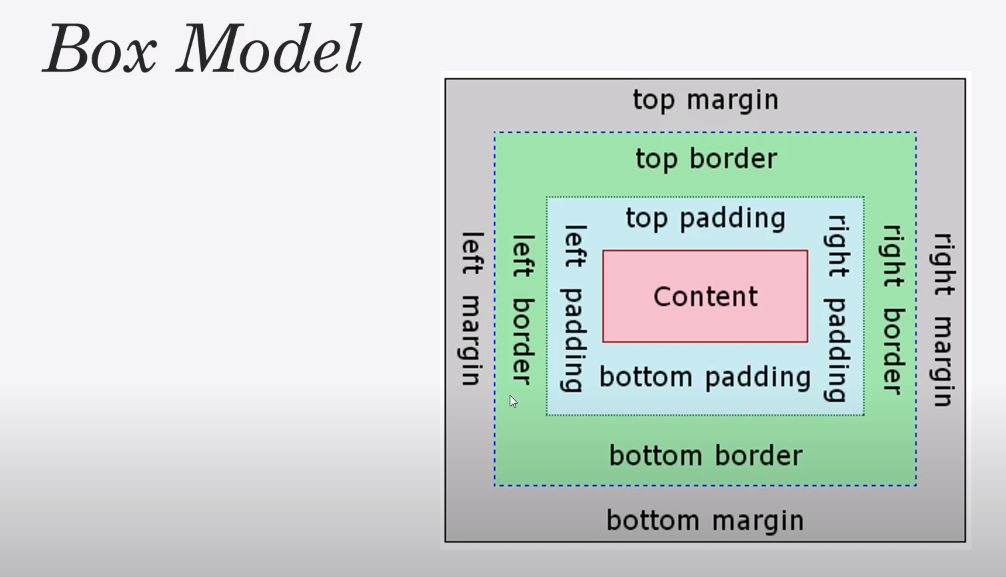 Box Model
top margin
top border
top padding
left margin
left border
left padding
Content
right padding
right border
right margin
bottom padding
bottom border
bottom margin